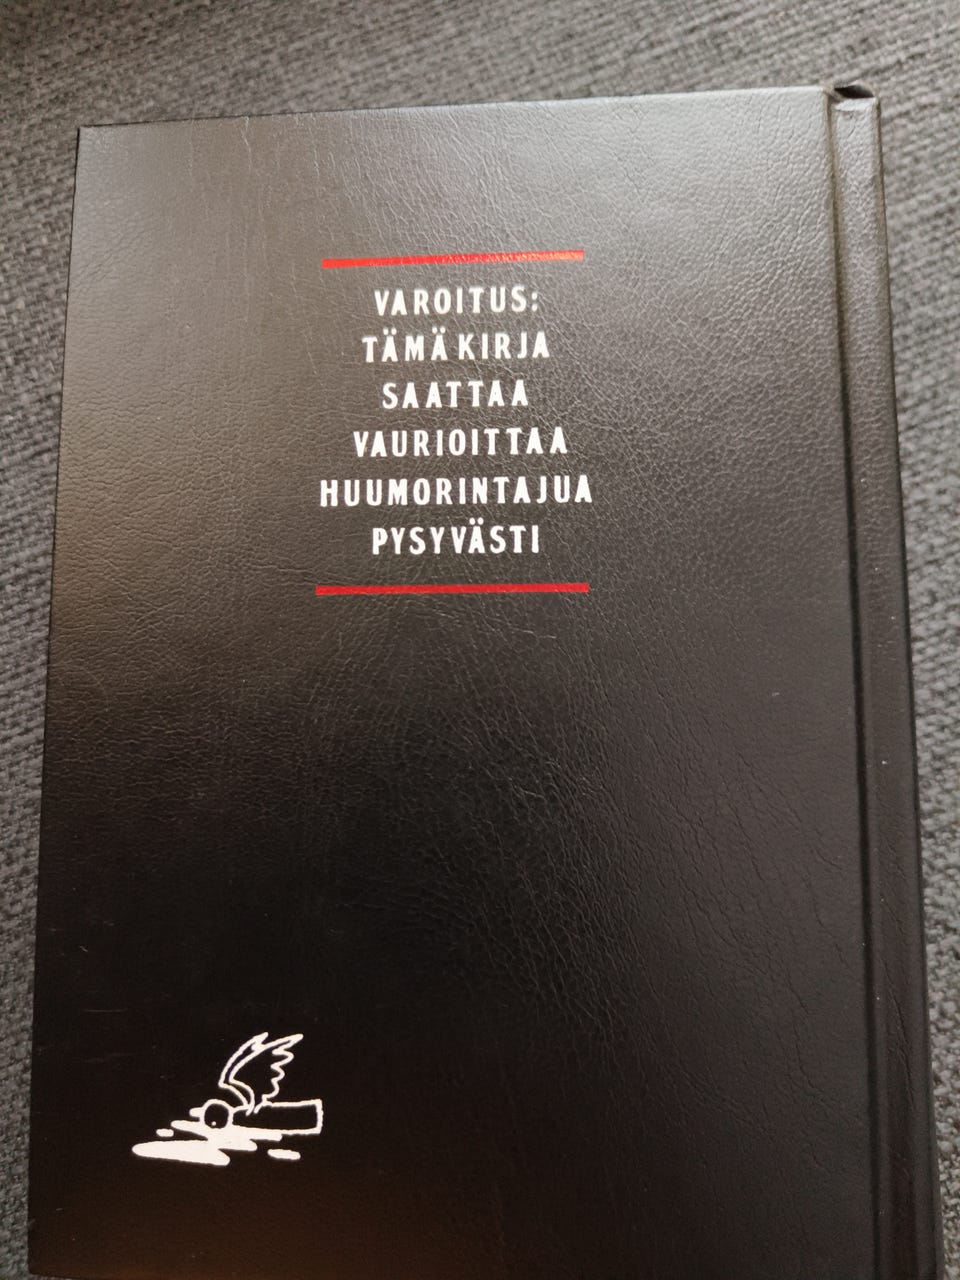 VAROITUS:
TÄMÄ KIRJA
SAATTAA
VAURIOITTAA
HUUMORINTAJUA
PYSYVÄSTI